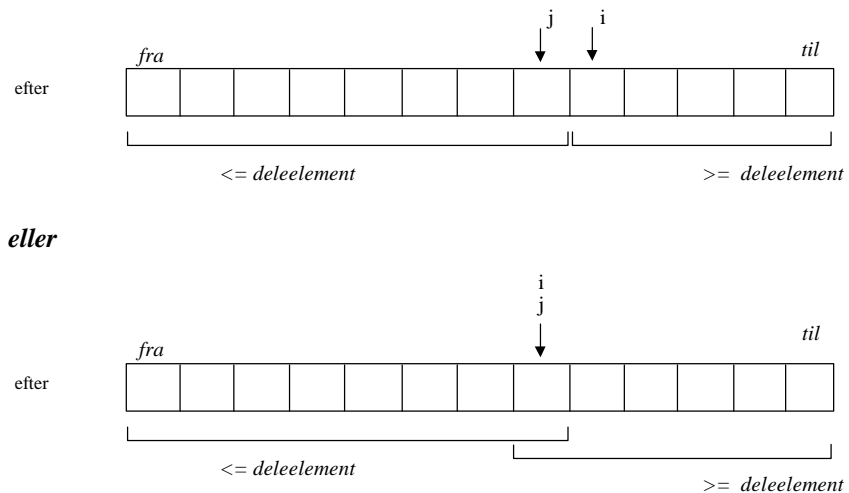 j i
fra til
efter
<= deleelement >= deleelement
eller
i
j
fra til
efter
<= deleelement
>= deleelement